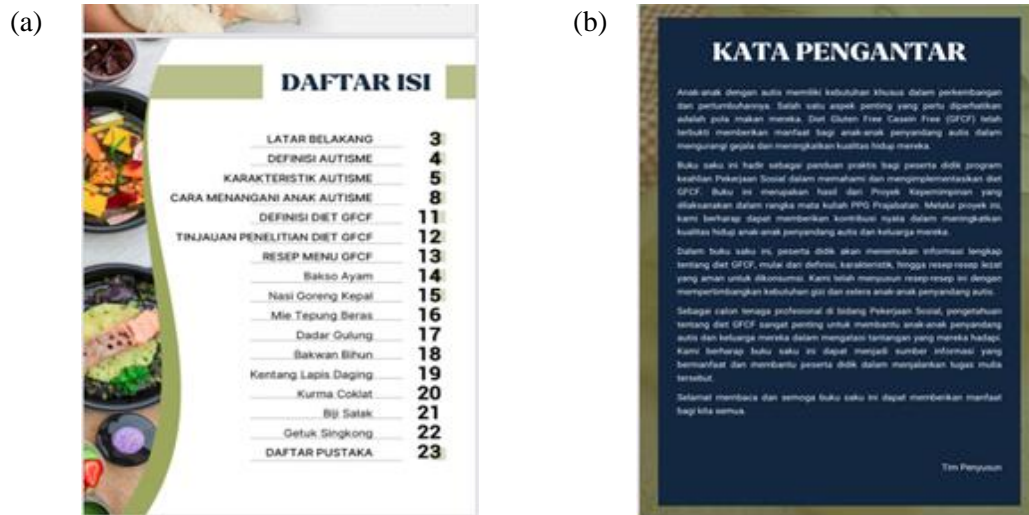 (a)
DAFTAR ISI
LATAR BELAKANG 3
DEFINISI AUTISME 4
KARAKTERISTIK AUTISME 5
CARA MENANGANI ANAK AUTISME 8
DEFINISI DIET GFCF 11
TINJAUAN PENELITIAN DIET GFCF 12
RESEP MENU GFCF 13
Bakso Ayam 14
Nasi Goreng Kepal 15
Mie Tepung Beras 16
Dadar Gulung 17
Bakwan Bihun 18
Kentang Lapis Daging 19
Kurma Coklat 20
Biji Salak 21
Getuk Singkong 22
DAFTAR PUSTAKA 23
(b)
KATA PENGANTAR
Anak-anak dengan autis memiliki kebutuhan khusus dalam perkembangan
dan pertumbuhannya. Salah satu aspek penting yang perlu diperhatikan
adalah pola makan mereka. Diet Gluten Free Casein Free (GFCF) telah
terbukti memberikan manfaat bagi anak-anak penyandang autis dalam
mengurangi gejala dan meningkatkan kualitas hidup mereka.
Buku saku ini hadir sebagai panduan praktis bagi peserta didik program
keahlian Pekerjaan Sosial dalam memahami dan mengimplementasikan diet
GFCF. Buku ini merupakan hasil dari Proyek Kepemimpinan yang
dilaksanakan dalam rangka mata kuliah PPG Prajabatan. Melalui proyek ini,
kami berharap dapat memberikan kontribusi nyata dalam meningkatkan
kualitas hidup anak-anak penyandang autis dan keluarga mereka.
Dalam buku saku ini, peserta didik akan menemukan informasi lengkap
tentang diet GFCF, mulai dari definisi, karakteristik, hingga resep-resep lezat
yang aman untuk dikonsumsi. Kami telah menyusun resep-resep ini dengan
mempertimbangkan kebutuhan gizi dan selera anak-anak penyandang autis.
Sebagai calon tenaga profesional di bidang Pekerjaan Sosial, pengetahuan
tentang diet GFCF sangat penting untuk membantu anak-anak penyandang
autis dan keluarga mereka dalam mengatasi tantangan yang mereka hadapi.
Kami berharap buku saku ini dapat menjadi sumber informasi yang
bermanfaat dan membantu peserta didik dalam menjalankan tugas mulia
tersebut.
Selamat membaca dan semoga buku saku ini dapat memberikan manfaat
bagi kita semua.
Tim Penyusun